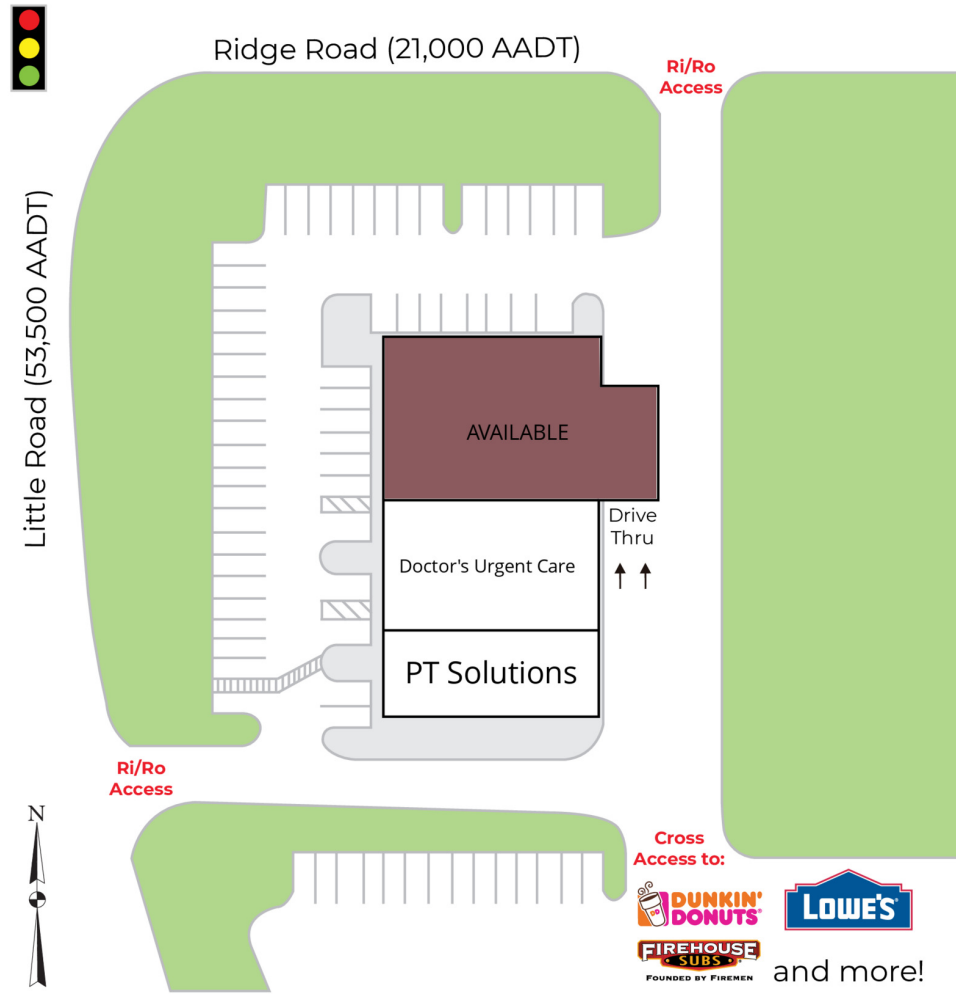 Ridge Road (21,000 AADT)
Ri/Ro
Access
Little Road (53,500 AADT)
AVAILABLE
Drive
Thru
Doctor's Urgent Care
PT Solutions
Ri/Ro
Access
N
Cross
Access to:
DUNKIN'
DONUTS
LOWE'S
FIREHOUSE
SUBS
FOUNDED BY FIREMEN
and more!